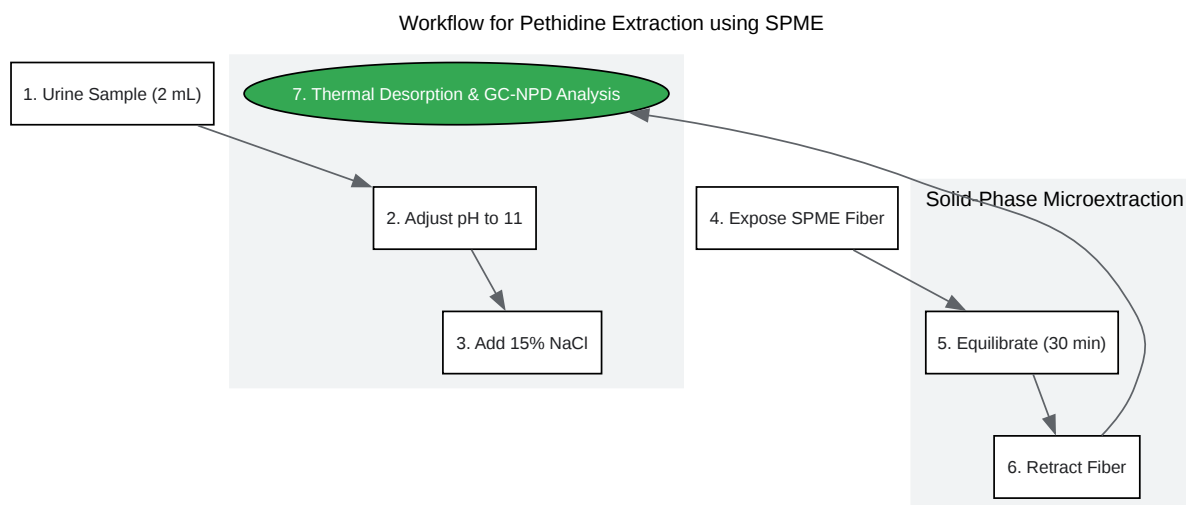 Workflow for Pethidine Extraction using SPME
1. Urine Sample (2 mL)
7. Thermal Desorption & GC-NPD Analysis
2. Adjust pH to 11
4. Expose SPME Fiber
Solid-Phase Microextraction
3. Add 15% NaCl
5. Equilibrate (30 min)
6. Retract Fiber